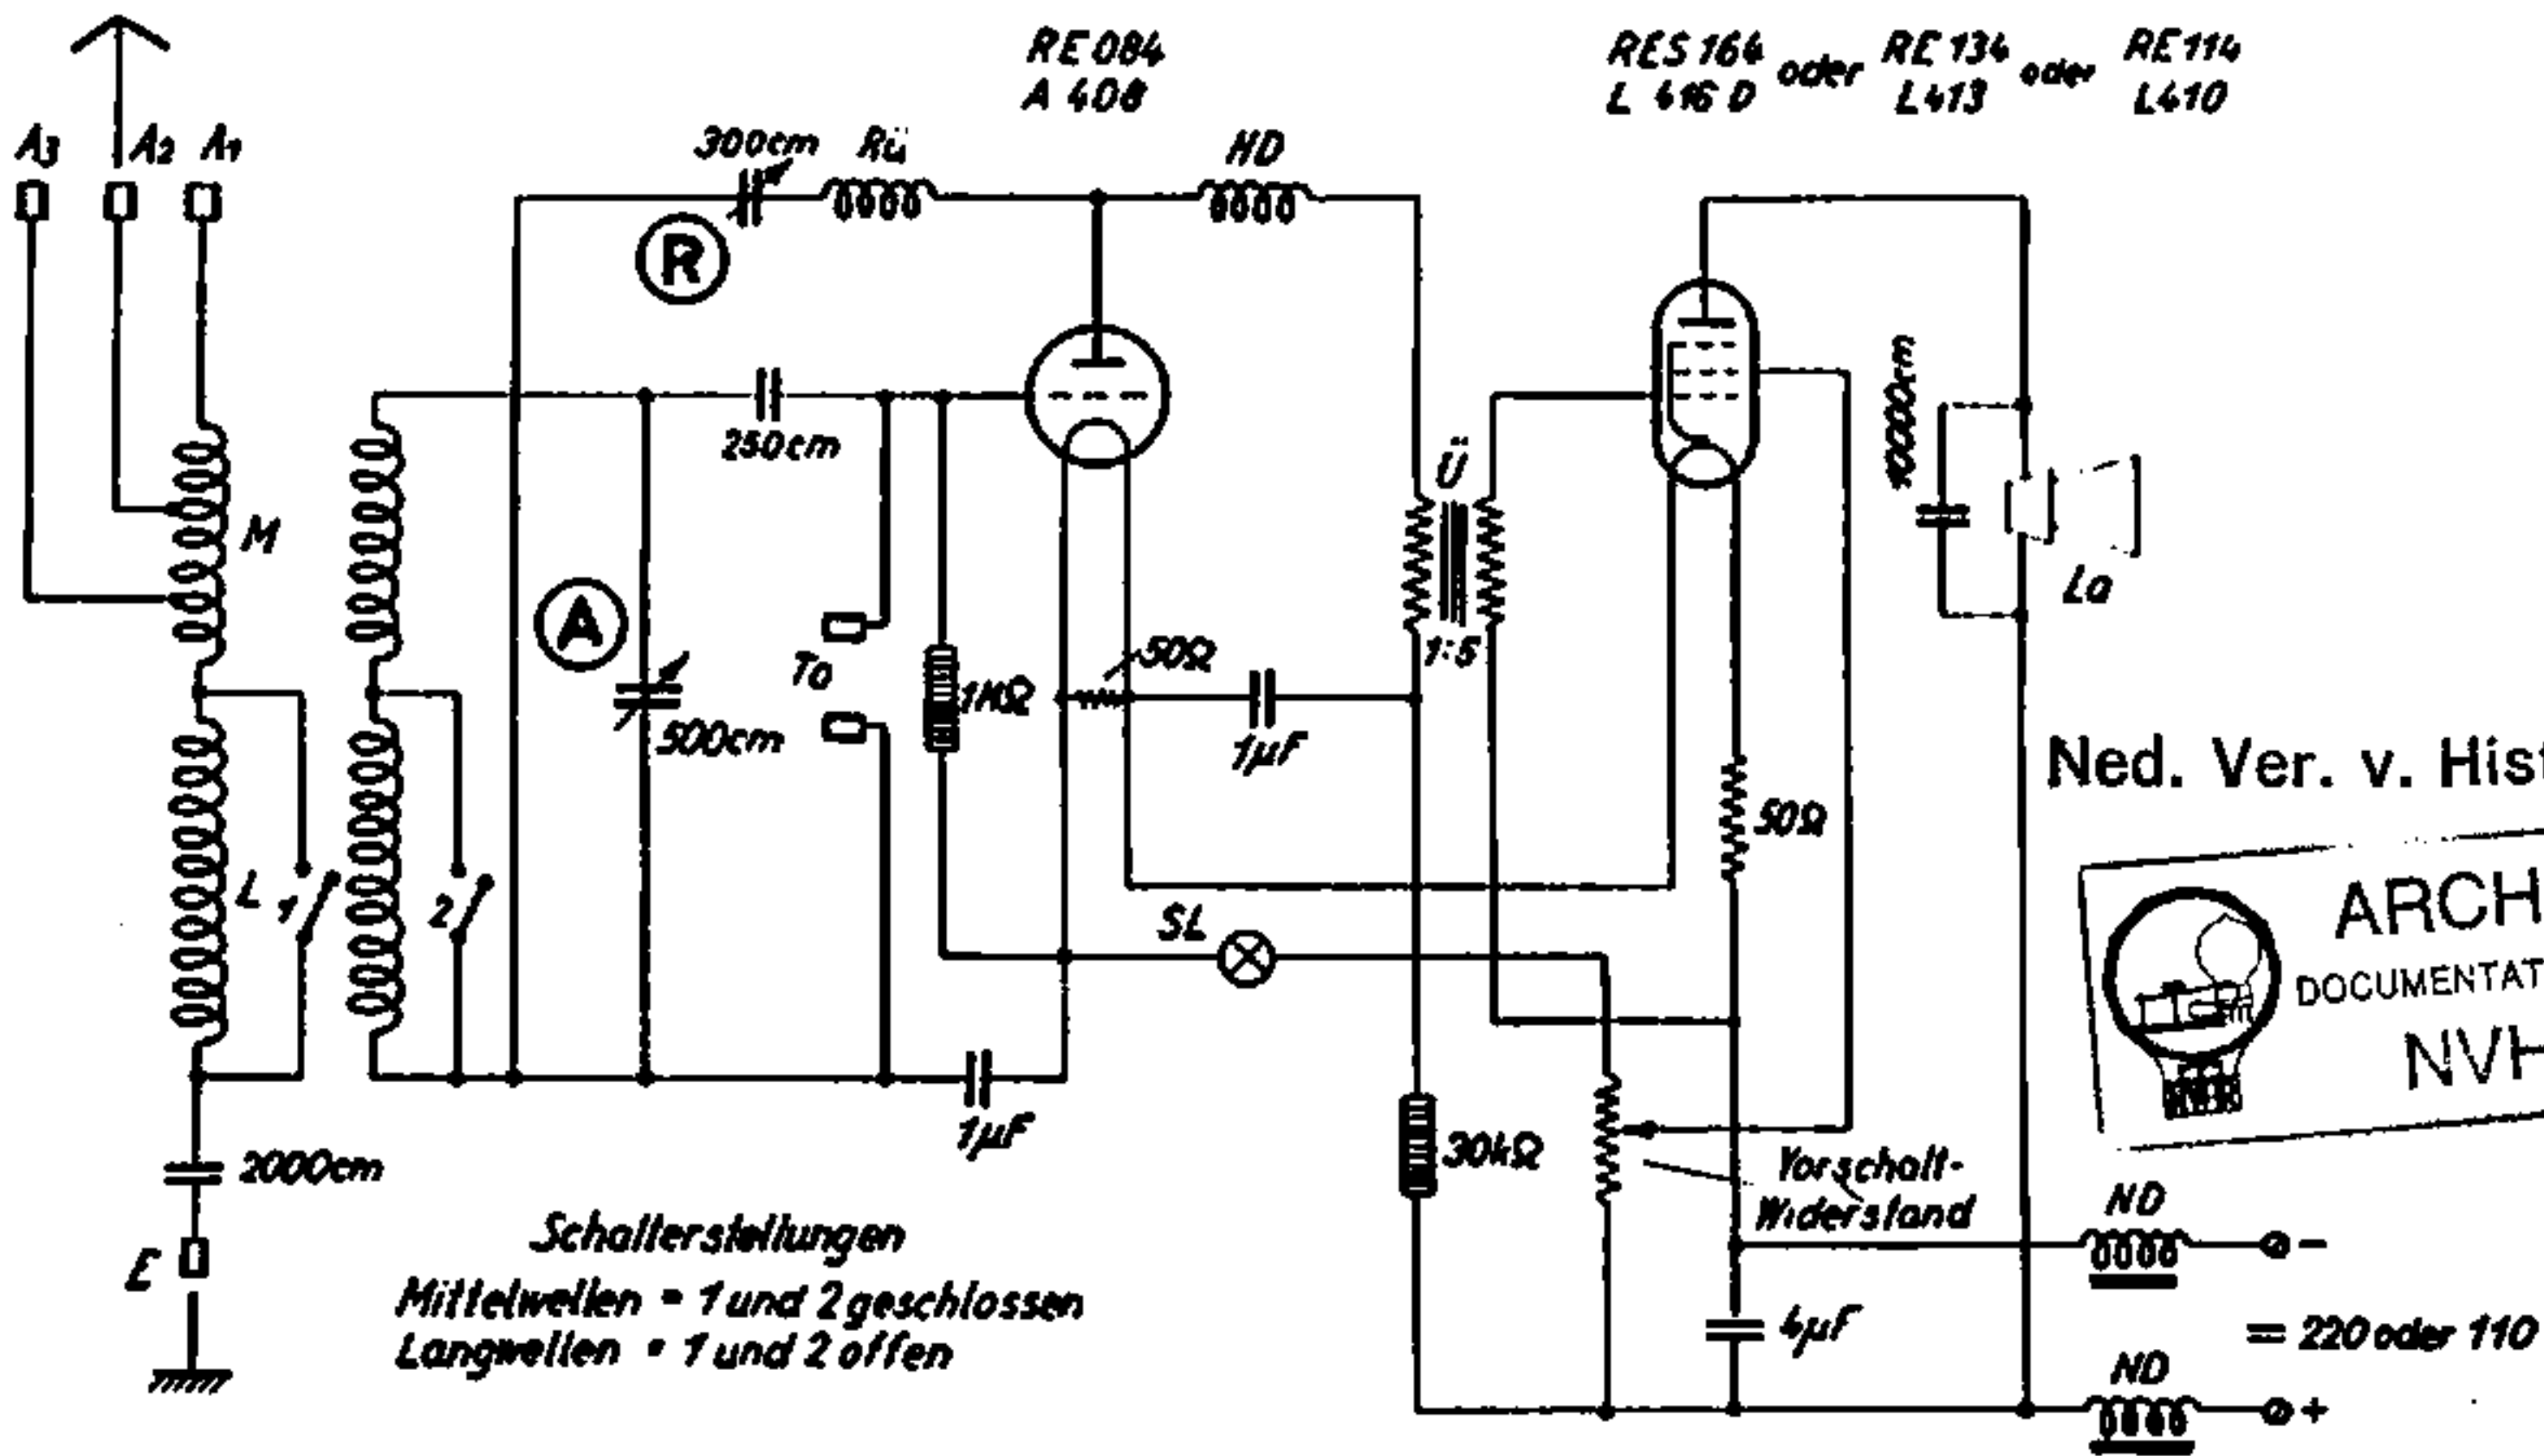 RE 084
A 408
RES 164 oder RE 134 oder RE 114
L 416 D L413 L410
A3 A2 A1
300cm Rü HD
R
M
250cm
A
500cm
To
1MΩ
50Ω
1µF
Ü
1:5
10000cm
La
50Ω
L 1 2
SL
1µF
2000cm
E
30kΩ
Vorschalt-
Widerstand
4µF
ND
−
= 220 oder 110
ND
+
Schalterstellungen
Mittelwellen = 1 und 2 geschlossen
Langwellen = 1 und 2 offen
Ned. Ver. v. Hist
ARCH
DOCUMENTAT
NVH